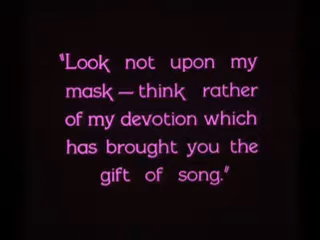 "Look not upon my
mask — think rather
of my devotion which
has brought you the
gift of song."